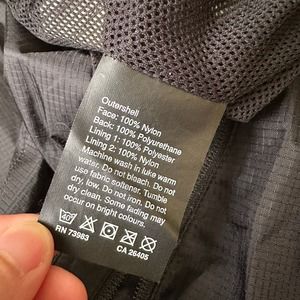 Outershell
Face: 100% Nylon
Back: 100% Polyurethane
Lining 1: 100% Polyester
Lining 2: 100% Nylon
Machine wash in luke warm
water. Do not bleach. Do not
use fabric softener. Tumble
dry, low. Do not iron. Do not
dry clean. Some fading may
occur on bright colours.
40°
RN 73983
CA 26405